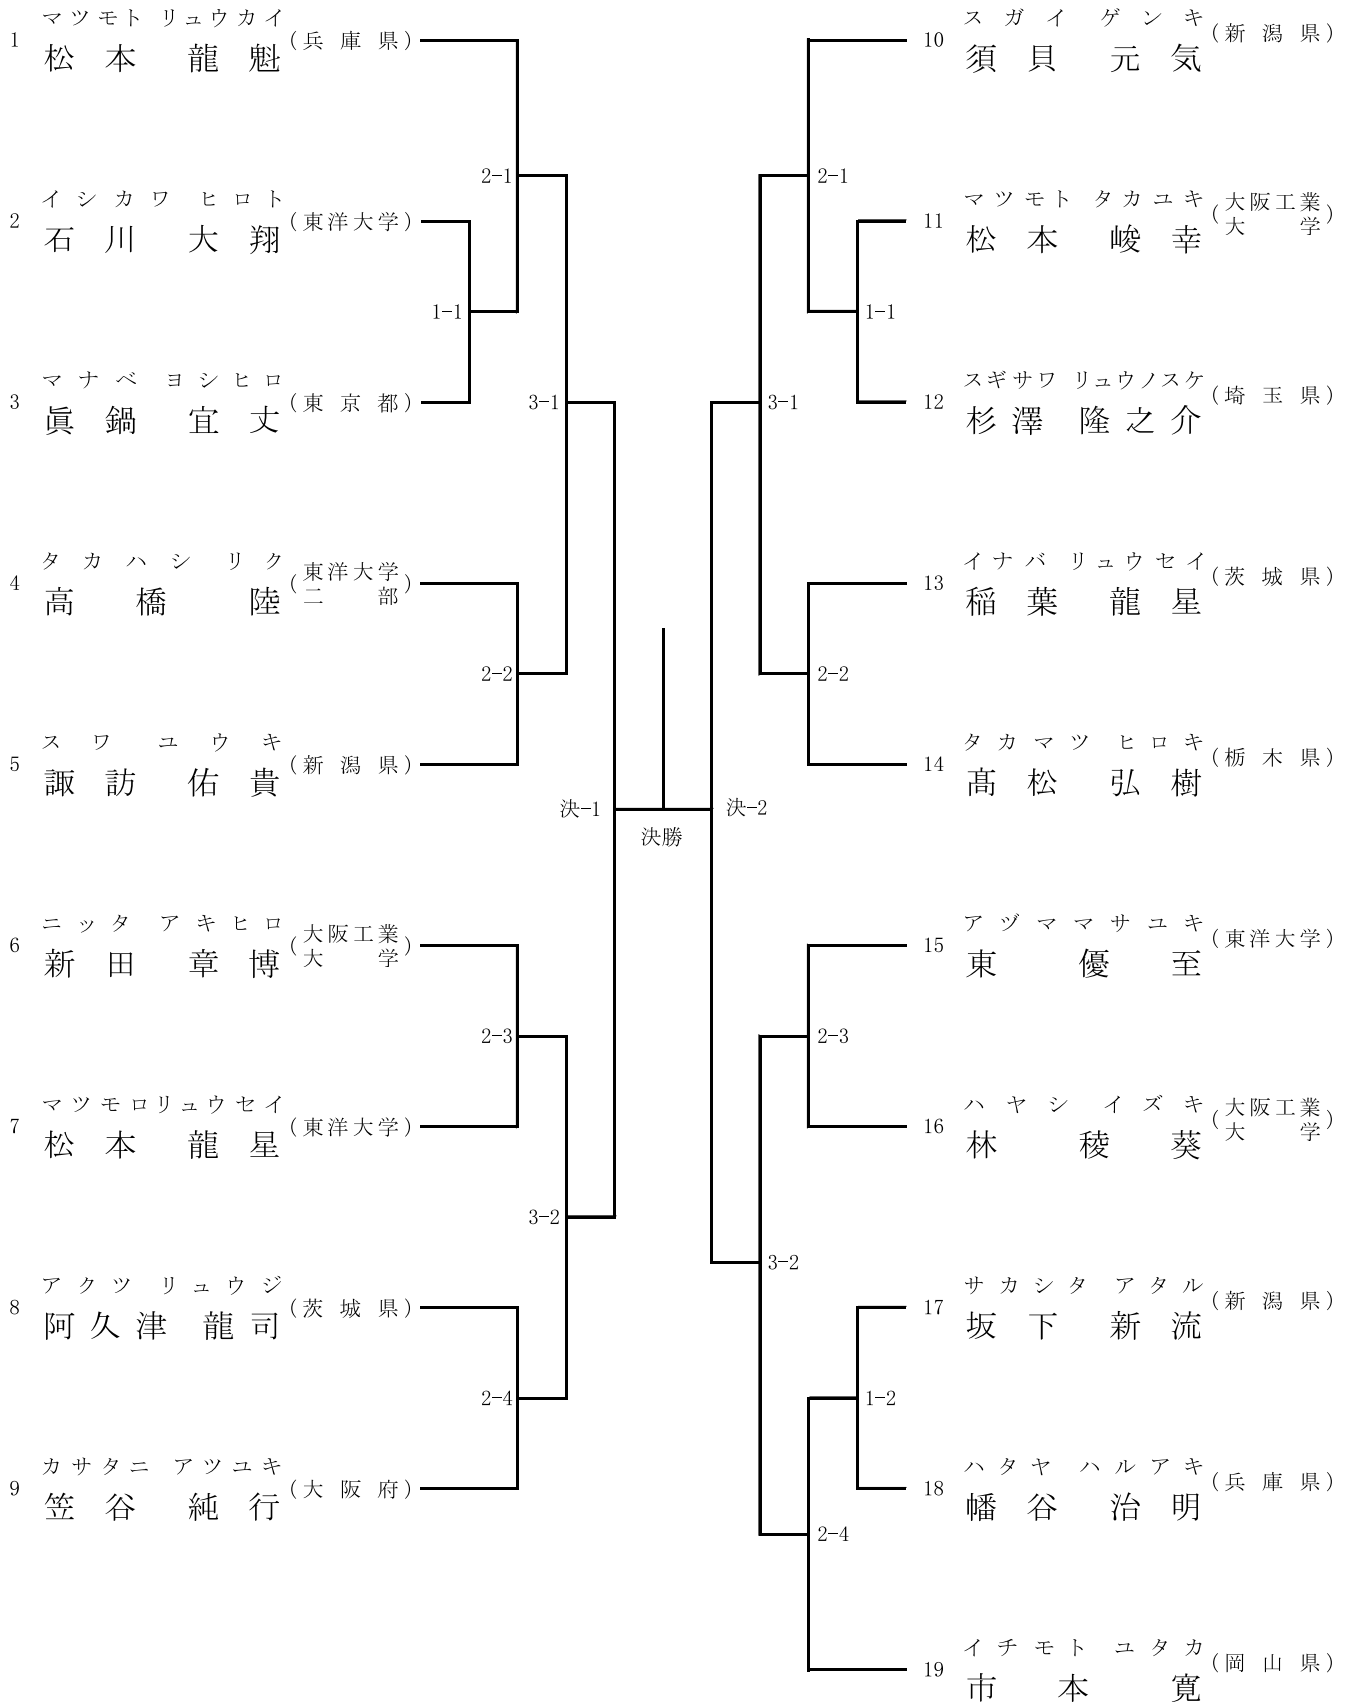 マツモト リュウカイ
1 松本 龍魁 (兵庫県)
イシカワ ヒロト
2 石川 大翔 (東洋大学)
1-1
2-1
マナベ ヨシヒロ
3 眞鍋 宜丈 (東京都)
3-1
タカハシ リク
4 高橋 陸 (東洋大学二部)
2-2
スワ ユウキ
5 諏訪 佑貴 (新潟県)
決-1
決勝
決-2
ニッタ アキヒロ
6 新田 章博 (大阪工業大学)
2-3
マツモロリュウセイ
7 松本 龍星 (東洋大学)
3-2
アクツ リュウジ
8 阿久津 龍司 (茨城県)
2-4
カサタニ アツユキ
9 笠谷 純行 (大阪府)
スガイ ゲンキ
10 須貝 元気 (新潟県)
2-1
マツモト タカユキ
11 松本 峻幸 (大阪工業大学)
1-1
スギサワ リュウノスケ
12 杉澤 隆之介 (埼玉県)
3-1
イナバ リュウセイ
13 稲葉 龍星 (茨城県)
2-2
タカマツ ヒロキ
14 髙松 弘樹 (栃木県)
アヅママサユキ
15 東 優至 (東洋大学)
2-3
ハヤシ イズキ
16 林 稜葵 (大阪工業大学)
3-2
サカシタ アタル
17 坂下 新流 (新潟県)
1-2
ハタヤ ハルアキ
18 幡谷 治明 (兵庫県)
2-4
イチモト ユタカ
19 市本 寛 (岡山県)